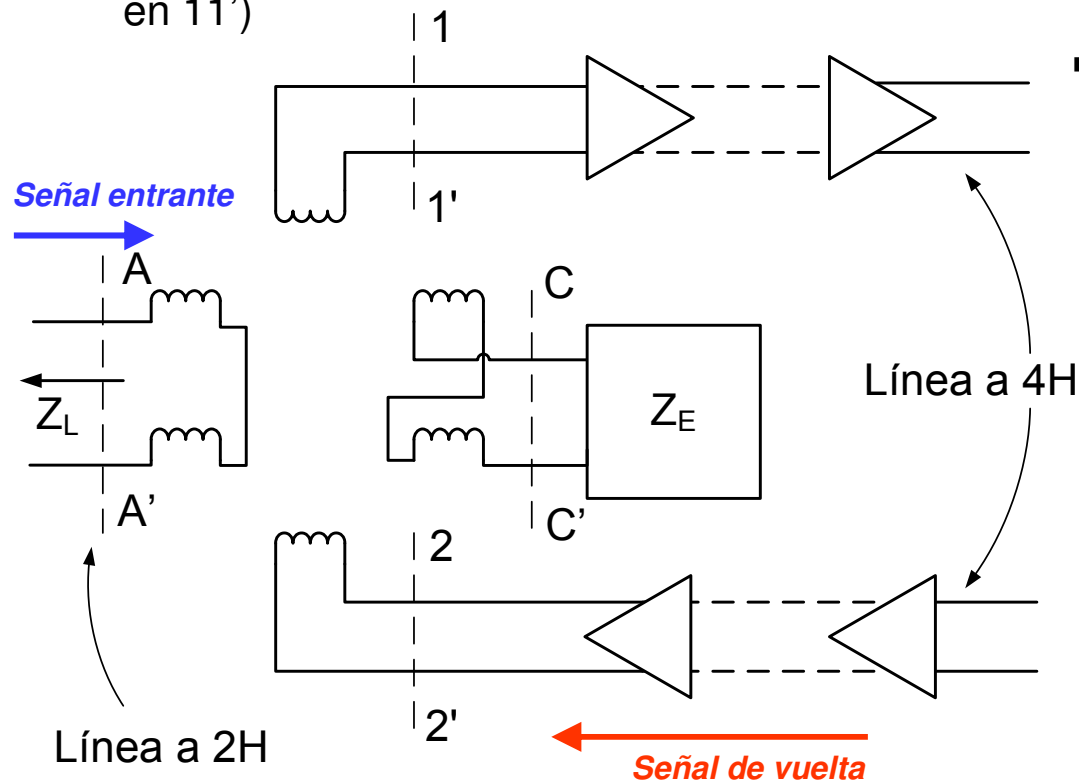 en 11’)
1
1'
Señal entrante
A
C
Z_L
Z_E
Línea a 4H
A’
C’
2
2'
Línea a 2H
Señal de vuelta